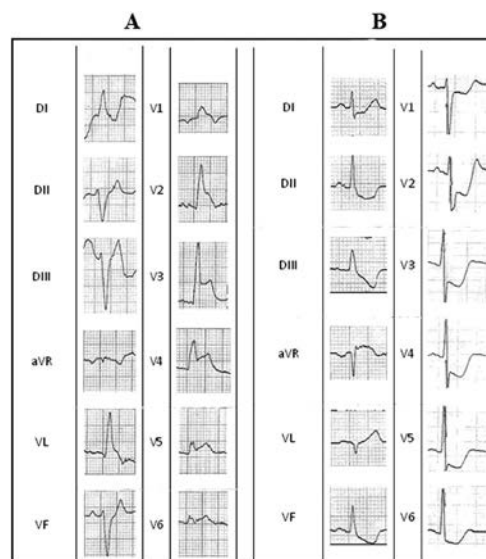 A B
DI V1 DI V1
DII V2 DII V2
DIII V3 DIII V3
aVR V4 aVR V4
VL V5 VL V5
VF V6 VF V6